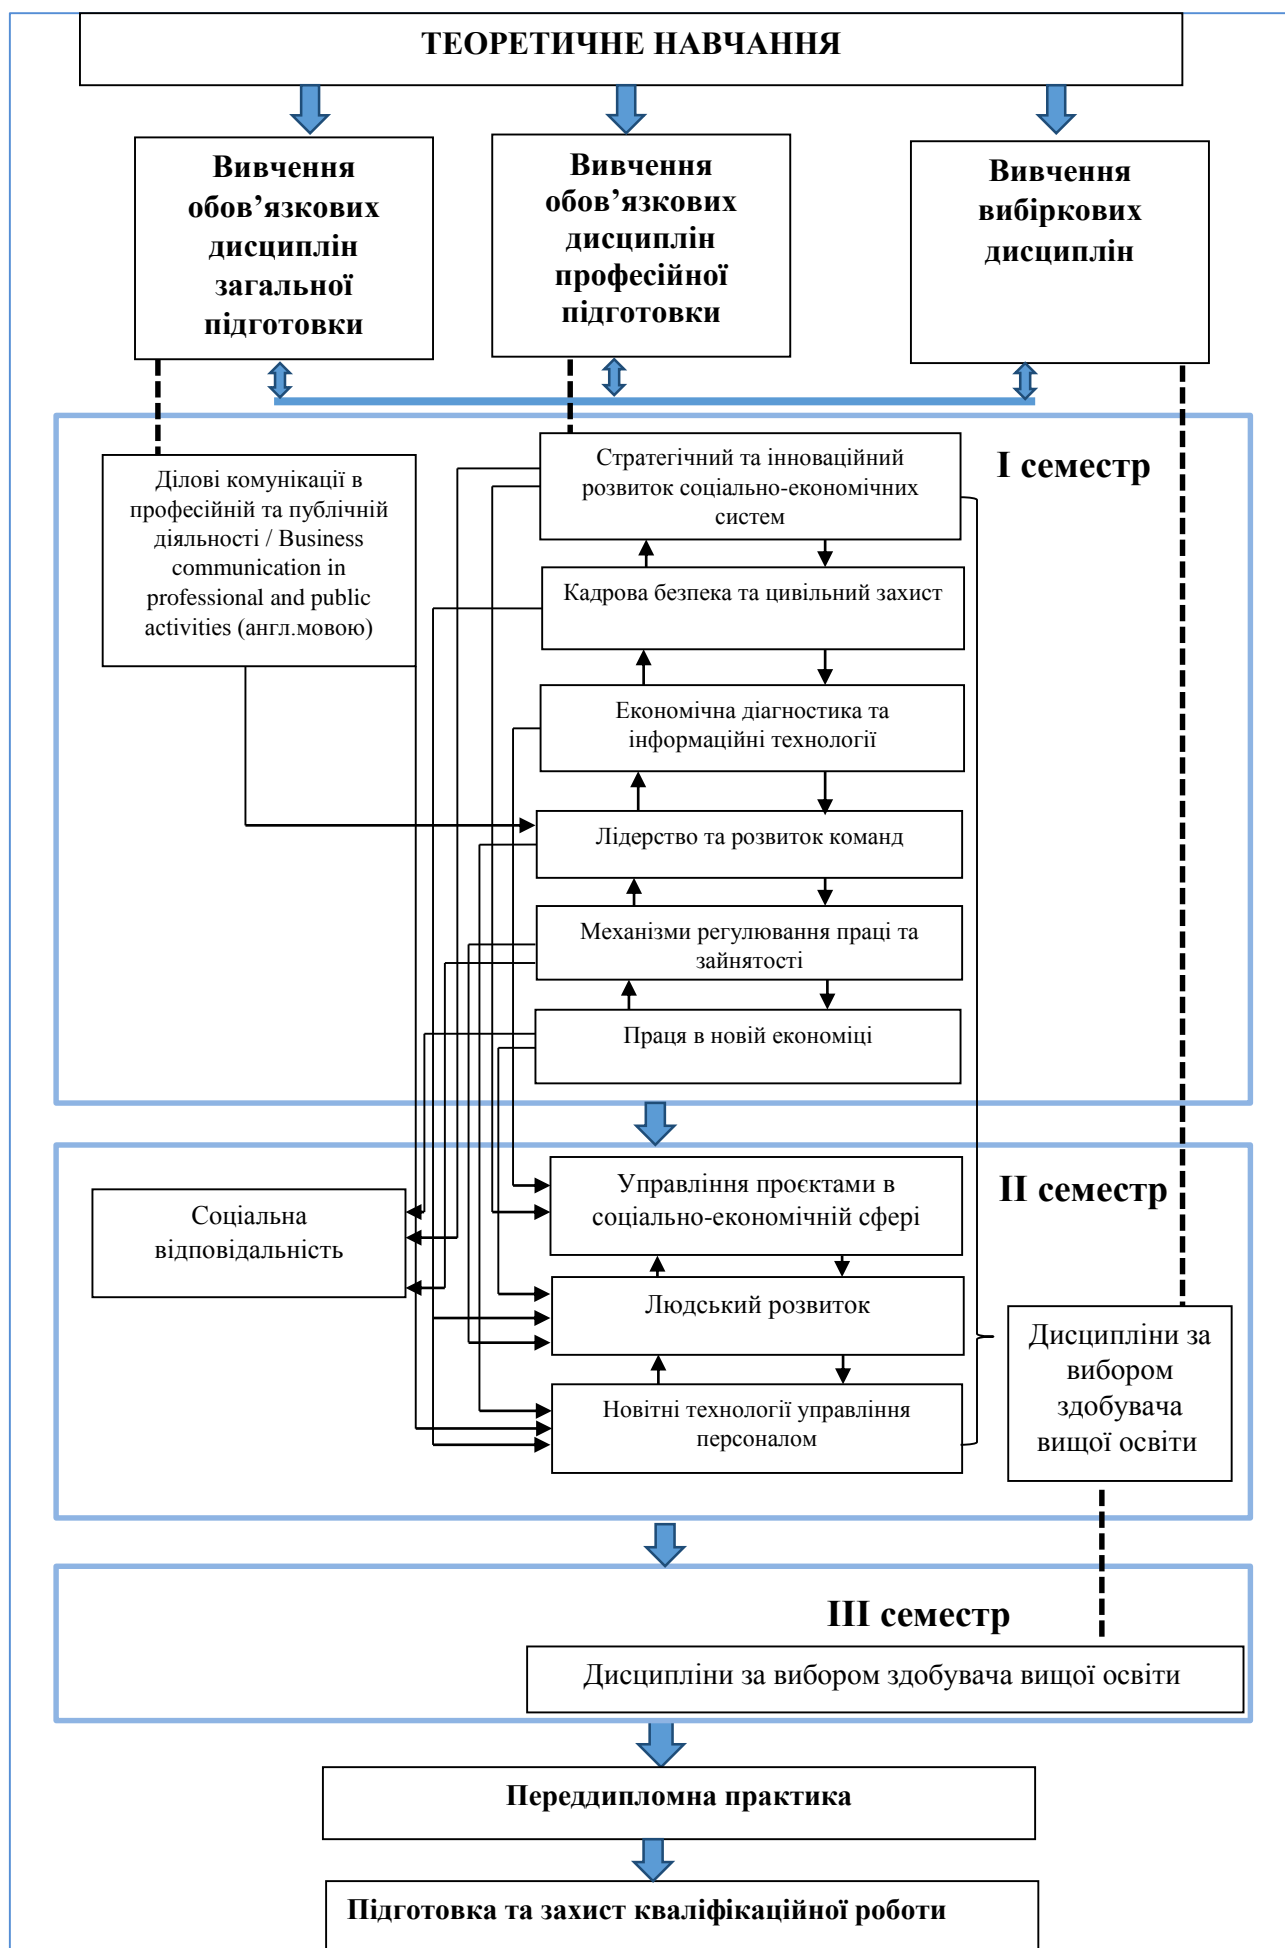 ТЕОРЕТИЧНЕ НАВЧАННЯ
Вивчення
обов’язкових
дисциплін
загальної
підготовки
Вивчення
обов’язкових
дисциплін
професійної
підготовки
Вивчення
вибіркових
дисциплін
I семестр
Ділові комунікації в
професійній та публічній
діяльності / Business
communication in
professional and public
activities (англ.мовою)
Стратегічний та інноваційний
розвиток соціально-економічних
систем
Кадрова безпека та цивільний захист
Економічна діагностика та
інформаційні технології
Лідерство та розвиток команд
Механізми регулювання праці та
зайнятості
Праця в новій економіці
II семестр
Соціальна
відповідальність
Управління проєктами в
соціально-економічній сфері
Людський розвиток
Новітні технології управління
персоналом
Дисципліни за
вибором
здобувача
вищої освіти
III семестр
Дисципліни за вибором здобувача вищої освіти
Переддипломна практика
Підготовка та захист кваліфікаційної роботи